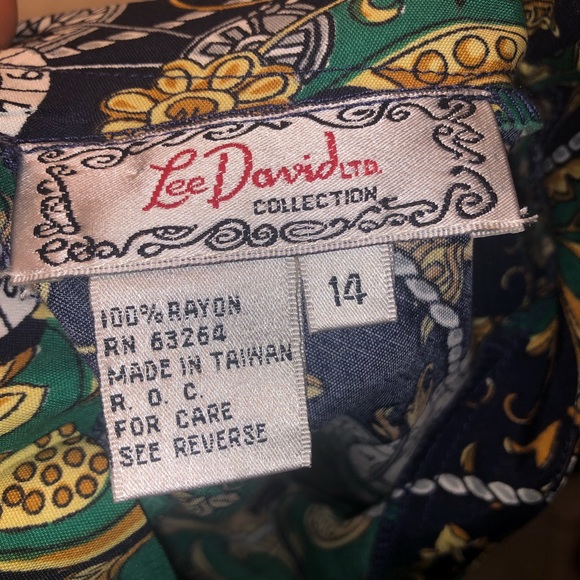 Lee David LTD.
COLLECTION
14
100% RAYON
RN 63264
MADE IN TAIWAN
R. O. C.
FOR CARE
SEE REVERSE